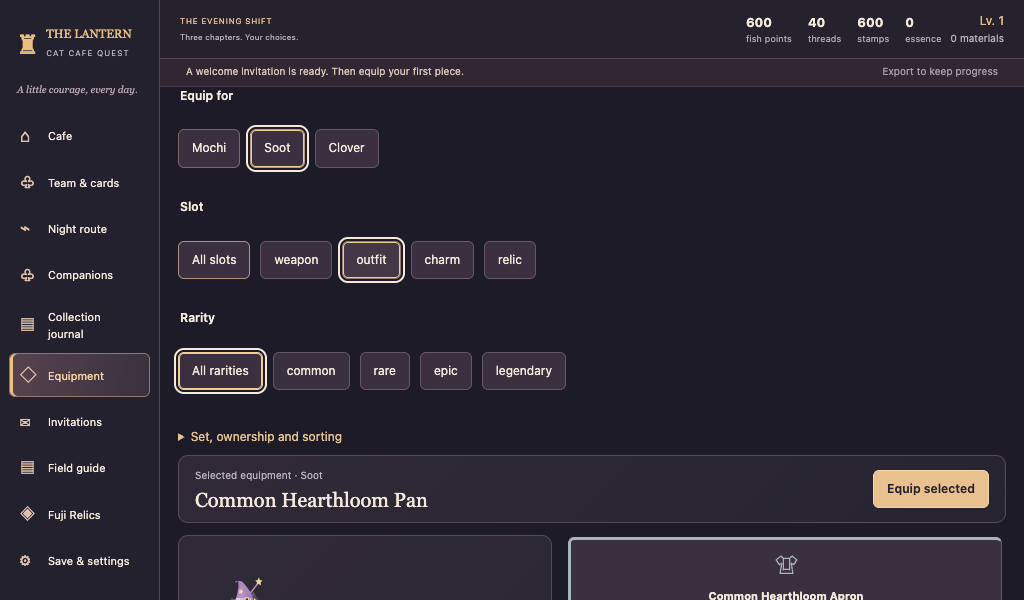 THE LANTERN
CAT CAFE QUEST
A little courage, every day.
Cafe
Team & cards
Night route
Companions
Collection
journal
Equipment
Invitations
Field guide
Fuji Relics
Save & settings
THE EVENING SHIFT
Three chapters. Your choices.
600
fish points
40
threads
600
stamps
0
essence
Lv. 1
0 materials
A welcome invitation is ready. Then equip your first piece.
Export to keep progress
Equip for
Mochi
Soot
Clover
Slot
All slots
weapon
outfit
charm
relic
Rarity
All rarities
common
rare
epic
legendary
Set, ownership and sorting
Selected equipment · Soot
Common Hearthloom Pan
Equip selected
Common Hearthloom Apron